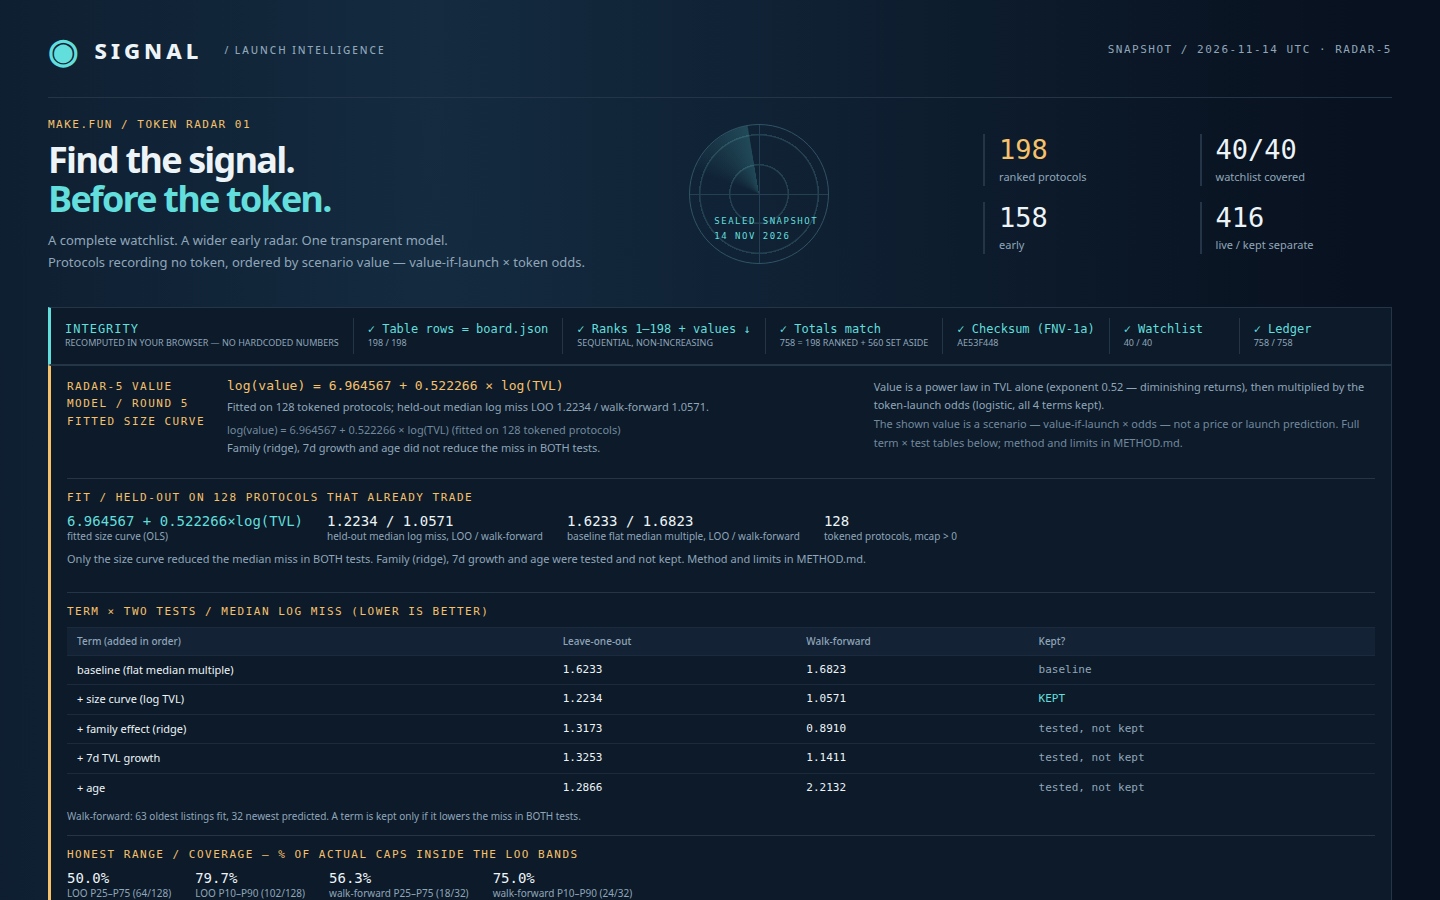 SIGNAL / LAUNCH INTELLIGENCE
SNAPSHOT / 2026-11-14 UTC · RADAR-5
MAKE.FUN / TOKEN RADAR 01
Find the signal.
Before the token.
A complete watchlist. A wider early radar. One transparent model.
Protocols recording no token, ordered by scenario value — value-if-launch × token odds.
SEALED SNAPSHOT
14 NOV 2026
198
ranked protocols
40/40
watchlist covered
158
early
416
live / kept separate
INTEGRITY
RECOMPUTED IN YOUR BROWSER — NO HARDCODED NUMBERS
✓ Table rows = board.json
198 / 198
✓ Ranks 1–198 + values ↓
SEQUENTIAL, NON-INCREASING
✓ Totals match
758 = 198 RANKED + 560 SET ASIDE
✓ Checksum (FNV-1a)
AE53F448
✓ Watchlist
40 / 40
✓ Ledger
758 / 758
RADAR-5 VALUE
MODEL / ROUND 5
FITTED SIZE CURVE
log(value) = 6.964567 + 0.522266 × log(TVL)
Fitted on 128 tokened protocols; held-out median log miss LOO 1.2234 / walk-forward 1.0571.
log(value) = 6.964567 + 0.522266 × log(TVL) (fitted on 128 tokened protocols)
Family (ridge), 7d growth and age did not reduce the miss in BOTH tests.
Value is a power law in TVL alone (exponent 0.52 — diminishing returns), then multiplied by the
token-launch odds (logistic, all 4 terms kept).
The shown value is a scenario — value-if-launch × odds — not a price or launch prediction. Full
term × test tables below; method and limits in METHOD.md.
FIT / HELD-OUT ON 128 PROTOCOLS THAT ALREADY TRADE
6.964567 + 0.522266×log(TVL)
fitted size curve (OLS)
1.2234 / 1.0571
held-out median log miss, LOO / walk-forward
1.6233 / 1.6823
baseline flat median multiple, LOO / walk-forward
128
tokened protocols, mcap > 0
Only the size curve reduced the median miss in BOTH tests. Family (ridge), 7d growth and age were tested and not kept. Method and limits in METHOD.md.
TERM × TWO TESTS / MEDIAN LOG MISS (LOWER IS BETTER)
Term (added in order) Leave-one-out Walk-forward Kept?
baseline (flat median multiple) 1.6233 1.6823 baseline
+ size curve (log TVL) 1.2234 1.0571 KEPT
+ family effect (ridge) 1.3173 0.8910 tested, not kept
+ 7d TVL growth 1.3253 1.1411 tested, not kept
+ age 1.2866 2.2132 tested, not kept
Walk-forward: 63 oldest listings fit, 32 newest predicted. A term is kept only if it lowers the miss in BOTH tests.
HONEST RANGE / COVERAGE — % OF ACTUAL CAPS INSIDE THE LOO BANDS
50.0%
LOO P25–P75 (64/128)
79.7%
LOO P10–P90 (102/128)
56.3%
walk-forward P25–P75 (18/32)
75.0%
walk-forward P10–P90 (24/32)